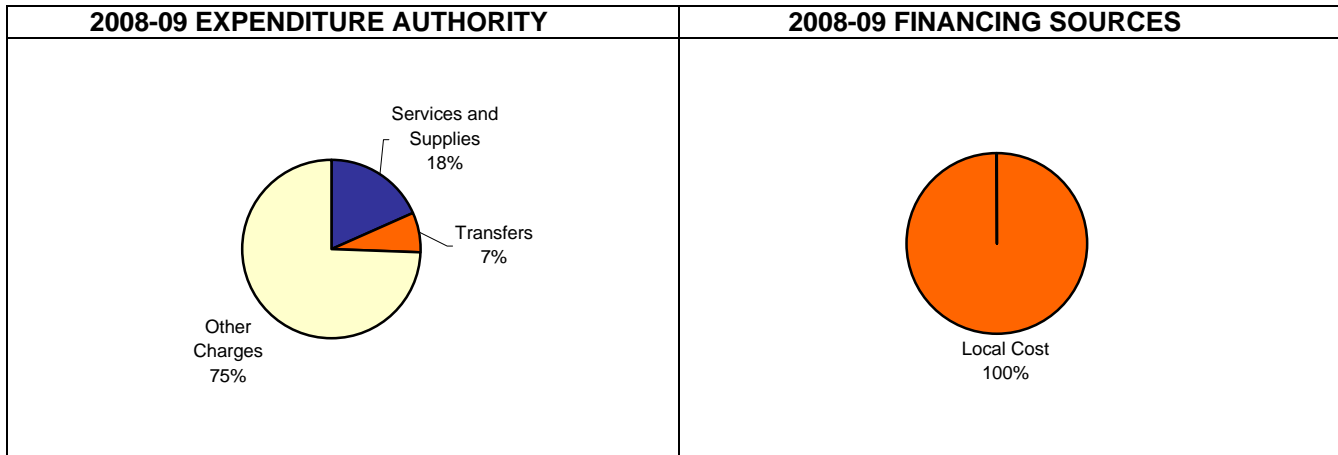 2008-09 EXPENDITURE AUTHORITY
2008-09 FINANCING SOURCES
Services and
Supplies
18%
Transfers
7%
Other
Charges
75%
Local Cost
100%